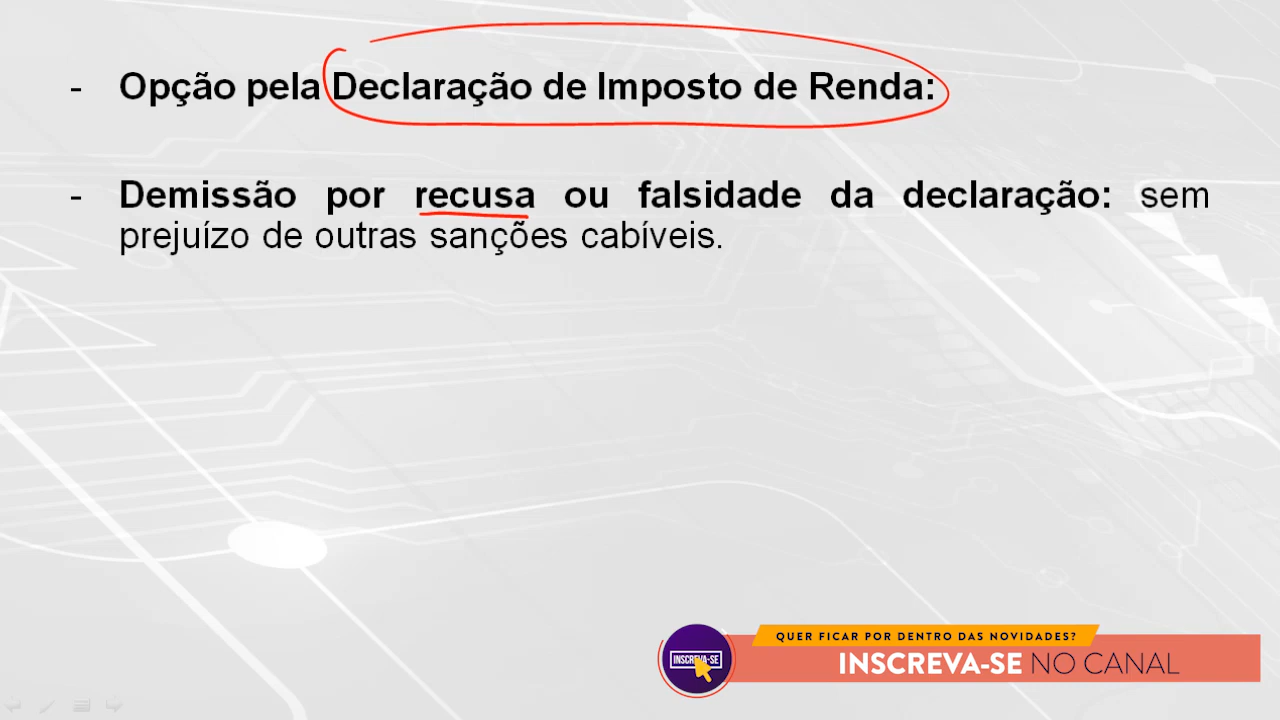 - Opção pela Declaração de Imposto de Renda:
- Demissão por recusa ou falsidade da declaração: sem
prejuízo de outras sanções cabíveis.
QUER FICAR POR DENTRO DAS NOVIDADES?
INSCREVA-SE
INSCREVA-SE NO CANAL